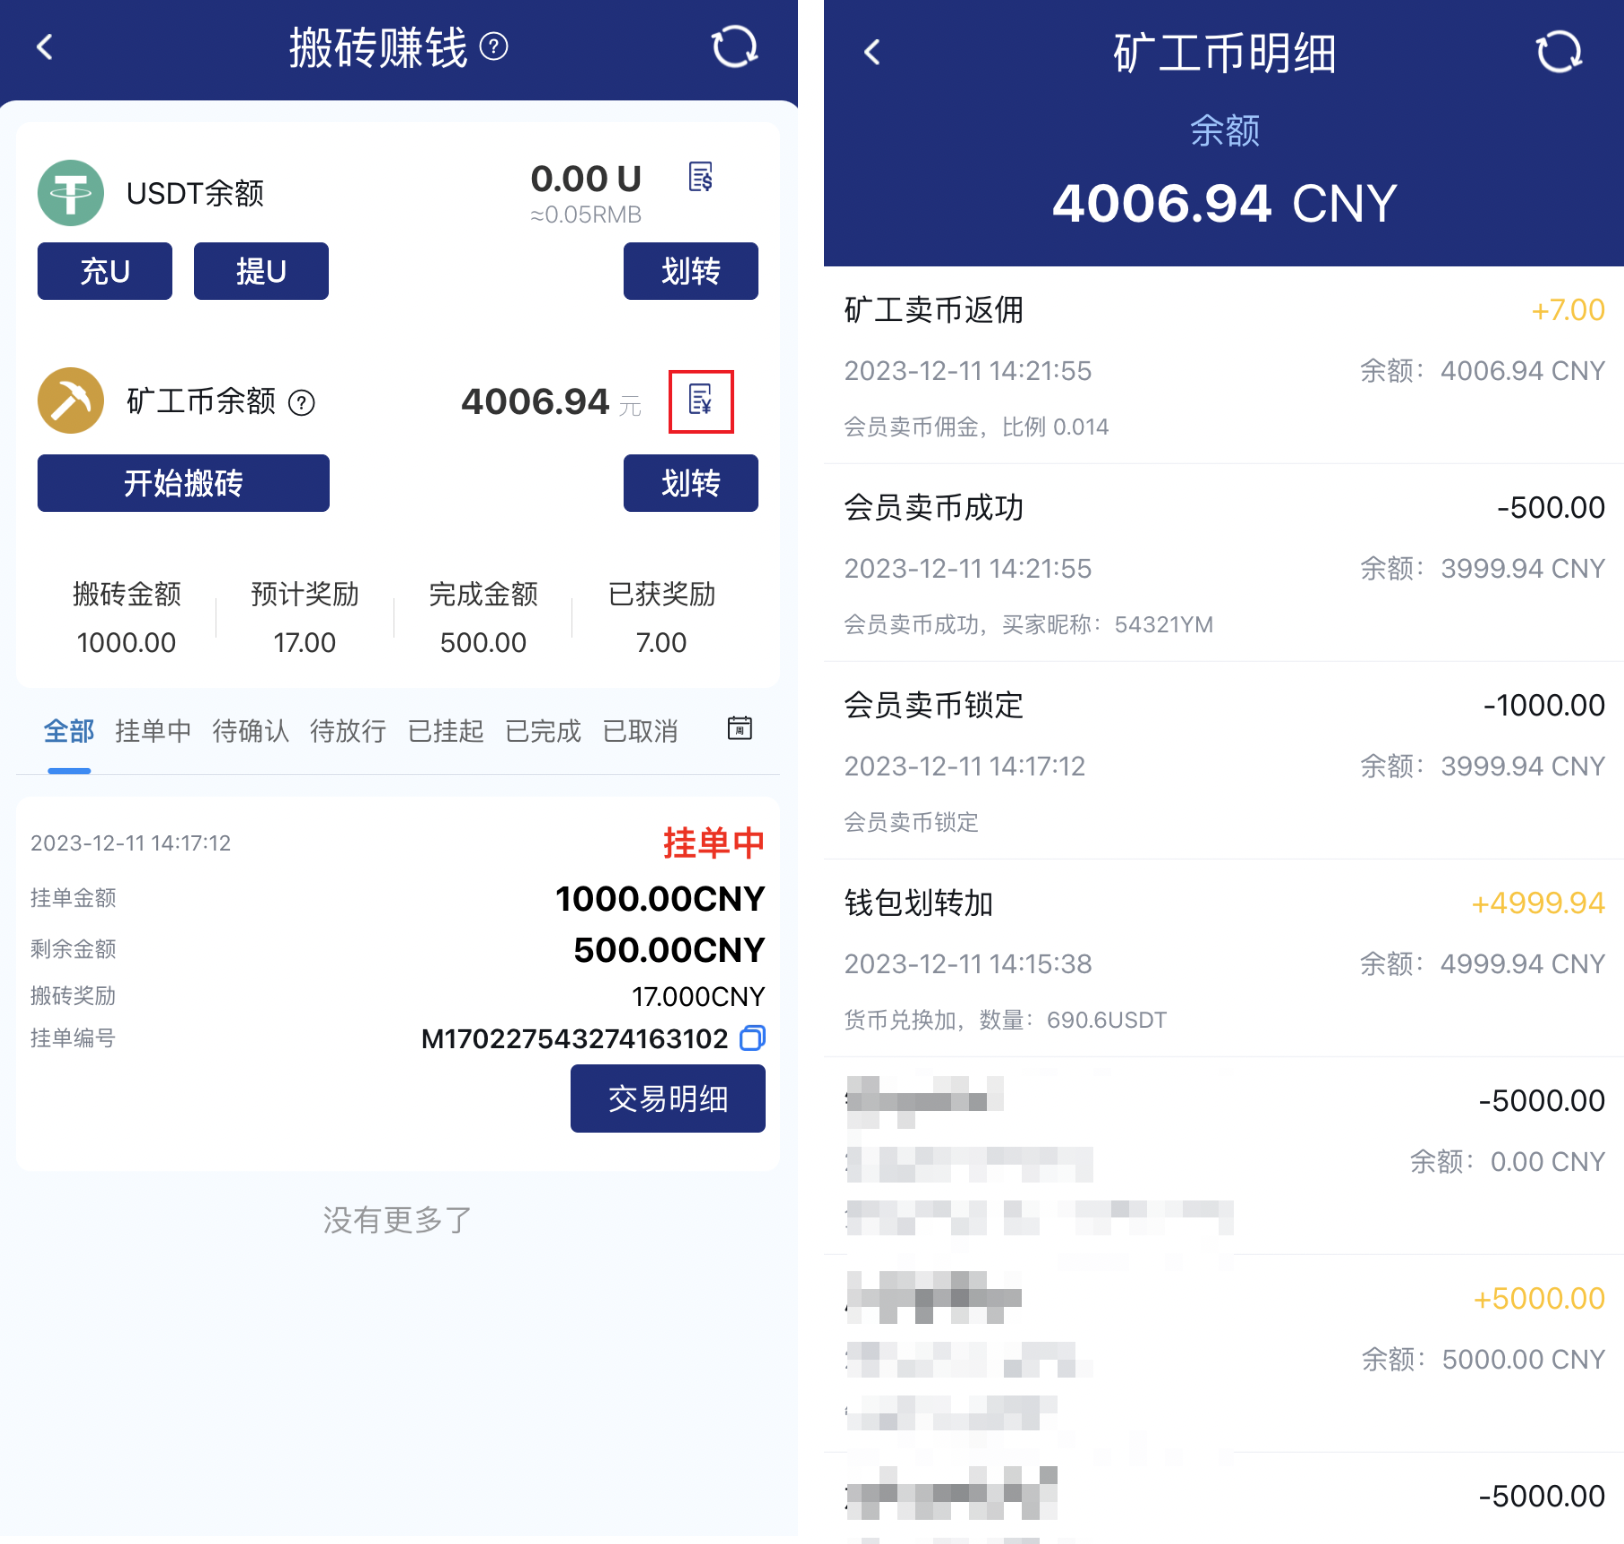 搬砖赚钱
USDT余额
0.00 U
≈0.05RMB
充U
提U
划转
矿工币余额
4006.94 元
开始搬砖
划转
搬砖金额
预计奖励
完成金额
已获奖励
1000.00
17.00
500.00
7.00
全部 挂单中 待确认 待放行 已挂起 已完成 已取消
2023-12-11 14:17:12
挂单中
挂单金额
1000.00CNY
剩余金额
500.00CNY
搬砖奖励
17.000CNY
挂单编号
M170227543274163102
交易明细
没有更多了
矿工币明细
余额
4006.94 CNY
矿工卖币返佣
+7.00
2023-12-11 14:21:55
余额：4006.94 CNY
会员卖币佣金，比例 0.014
会员卖币成功
-500.00
2023-12-11 14:21:55
余额：3999.94 CNY
会员卖币成功，买家昵称：54321YM
会员卖币锁定
-1000.00
2023-12-11 14:17:12
余额：3999.94 CNY
会员卖币锁定
钱包划转加
+4999.94
2023-12-11 14:15:38
余额：4999.94 CNY
货币兑换加，数量：690.6USDT
-5000.00
余额：0.00 CNY
+5000.00
余额：5000.00 CNY
-5000.00